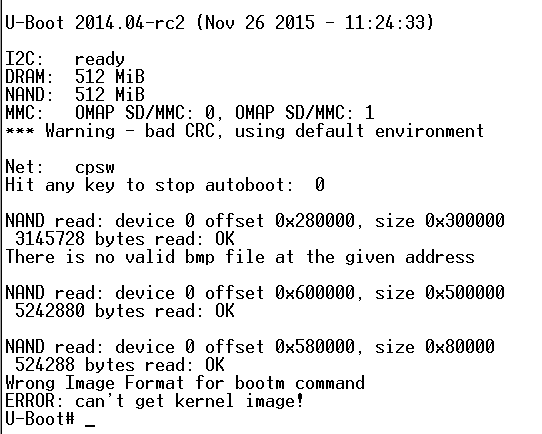 U-Boot 2014.04-rc2 (Nov 26 2015 - 11:24:33)
I2C:   ready
DRAM:  512 MiB
NAND:  512 MiB
MMC:   OMAP SD/MMC: 0, OMAP SD/MMC: 1
*** Warning - bad CRC, using default environment
Net:   cpsw
Hit any key to stop autoboot:  0
NAND read: device 0 offset 0x280000, size 0x300000
 3145728 bytes read: OK
There is no valid bmp file at the given address
NAND read: device 0 offset 0x600000, size 0x500000
 5242880 bytes read: OK
NAND read: device 0 offset 0x580000, size 0x80000
 524288 bytes read: OK
Wrong Image Format for bootm command
ERROR: can't get kernel image!
U-Boot# _